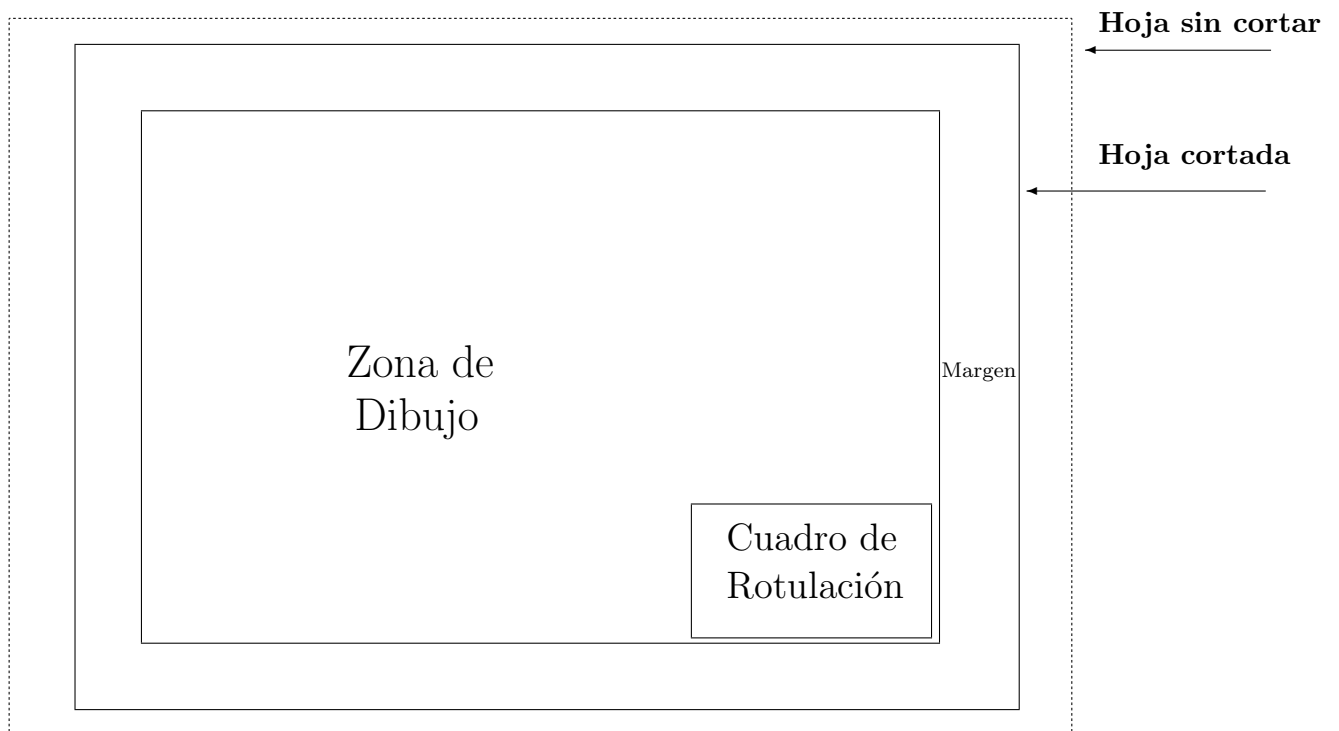 Hoja sin cortar
Hoja cortada
Zona de
Dibujo
Margen
Cuadro de
Rotulación